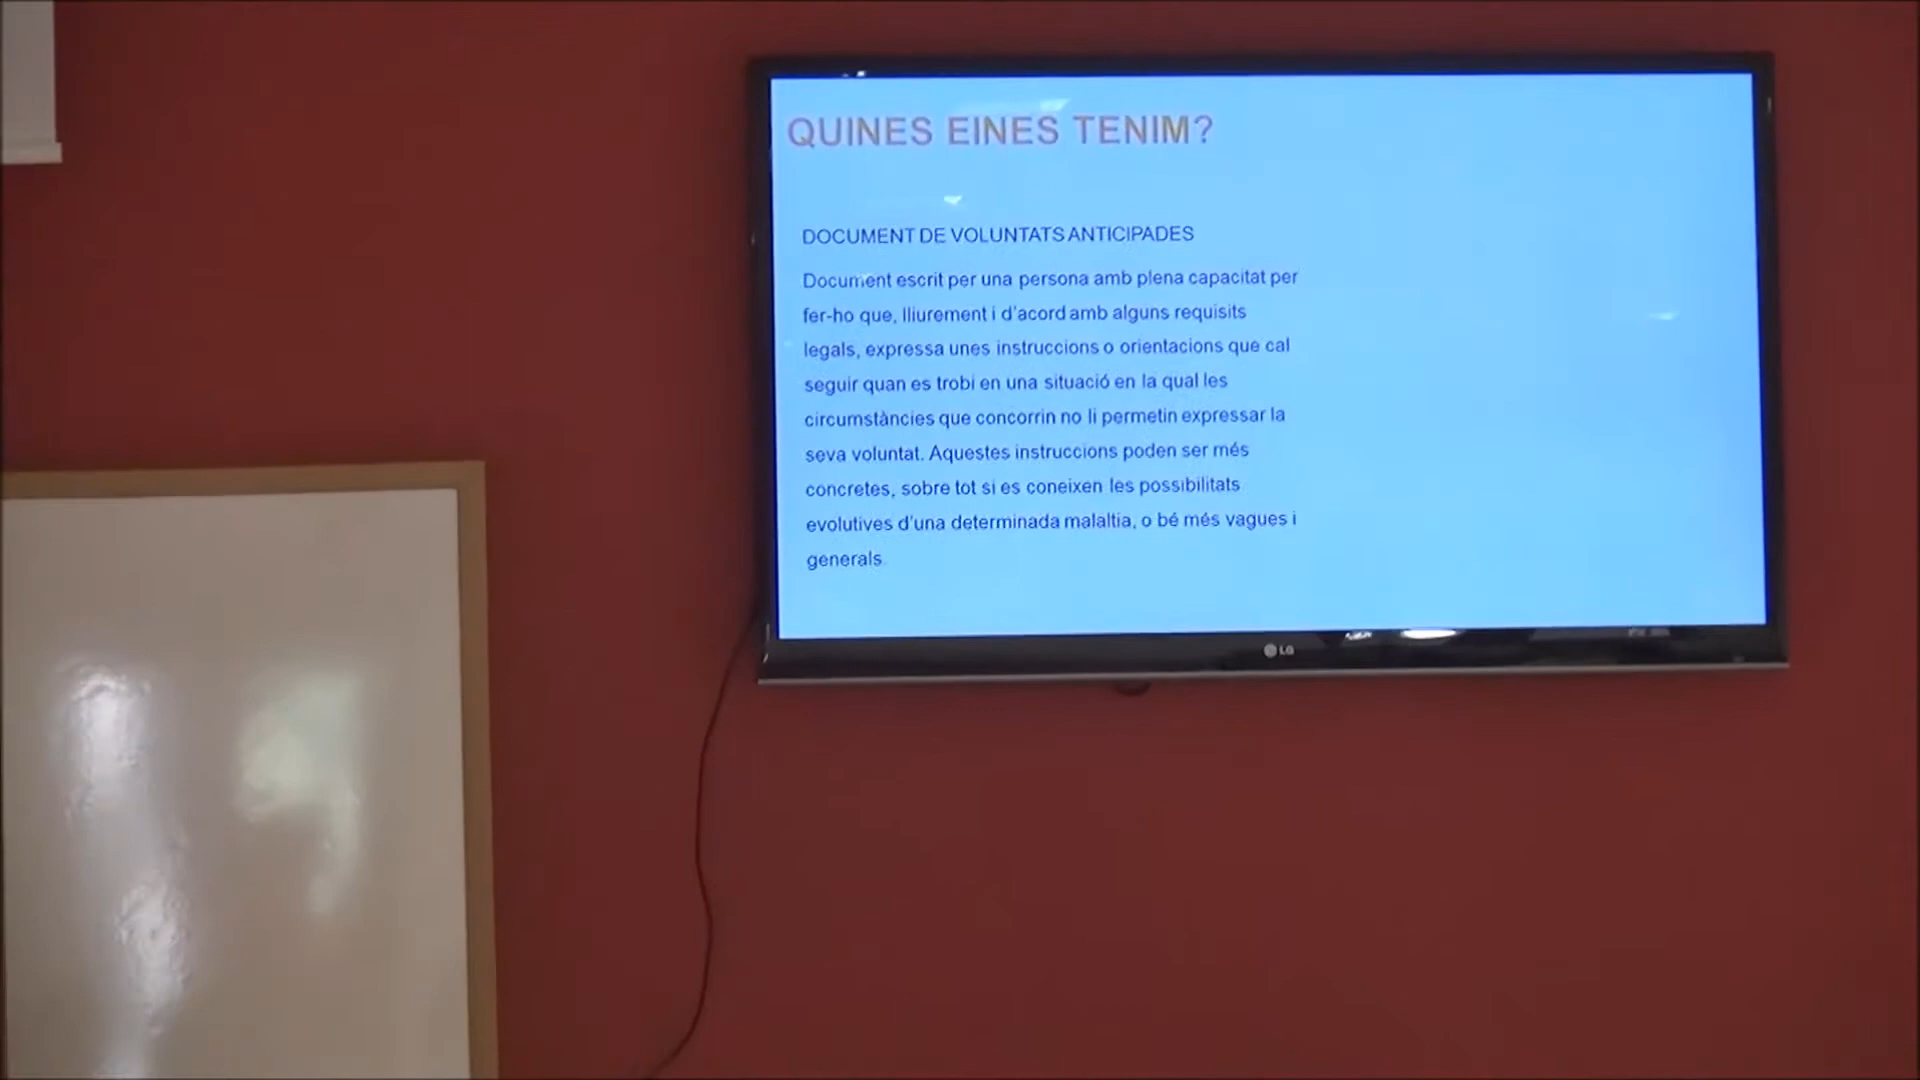 QUINES EINES TENIM?
DOCUMENT DE VOLUNTATS ANTICIPADES
Document escrit per una persona amb plena capacitat per
fer-ho que, lliurement i d'acord amb alguns requisits
legals, expressa unes instruccions o orientacions que cal
seguir quan es trobi en una situació en la qual les
circumstàncies que concorrin no li permetin expressar la
seva voluntat. Aquestes instruccions poden ser més
concretes, sobre tot si es coneixen les possibilitats
evolutives d'una determinada malaltia, o bé més vagues i
generals.
LG